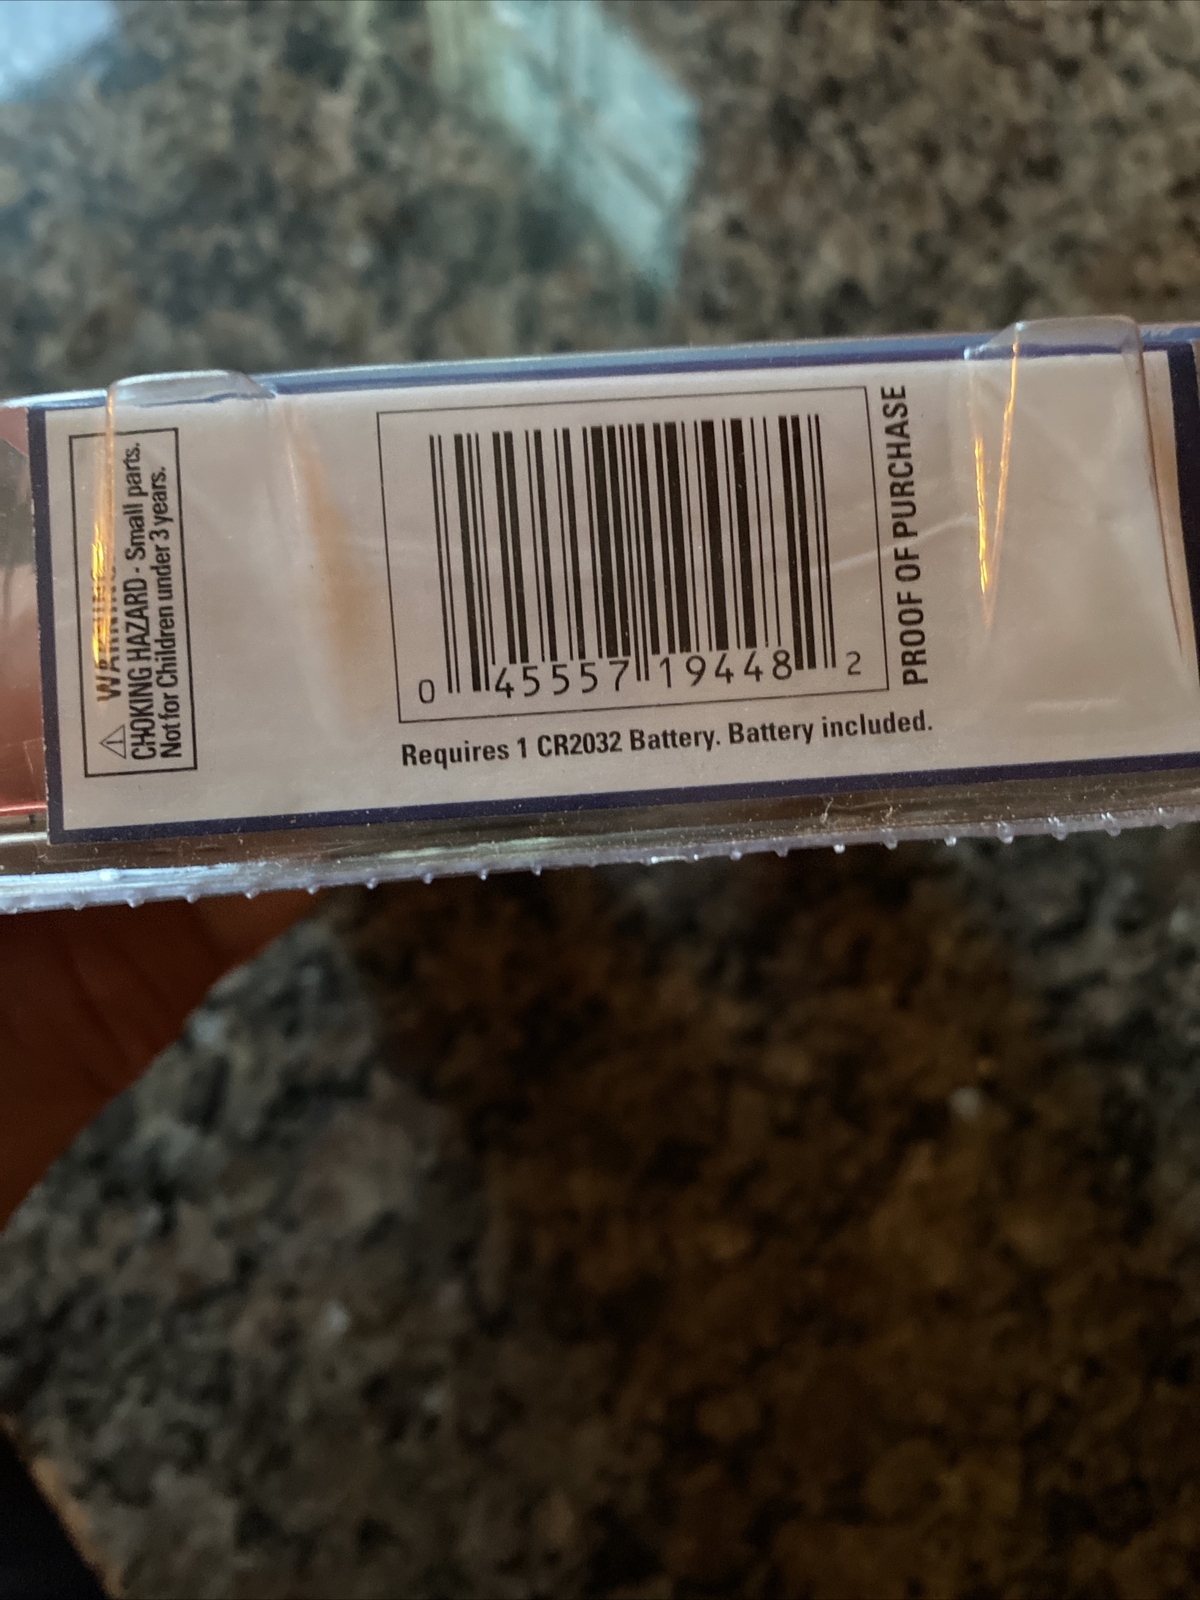 WARNING
CHOKING HAZARD - Small parts.
Not for Children under 3 years.
0 45557 19448 2
PROOF OF PURCHASE
Requires 1 CR2032 Battery. Battery included.